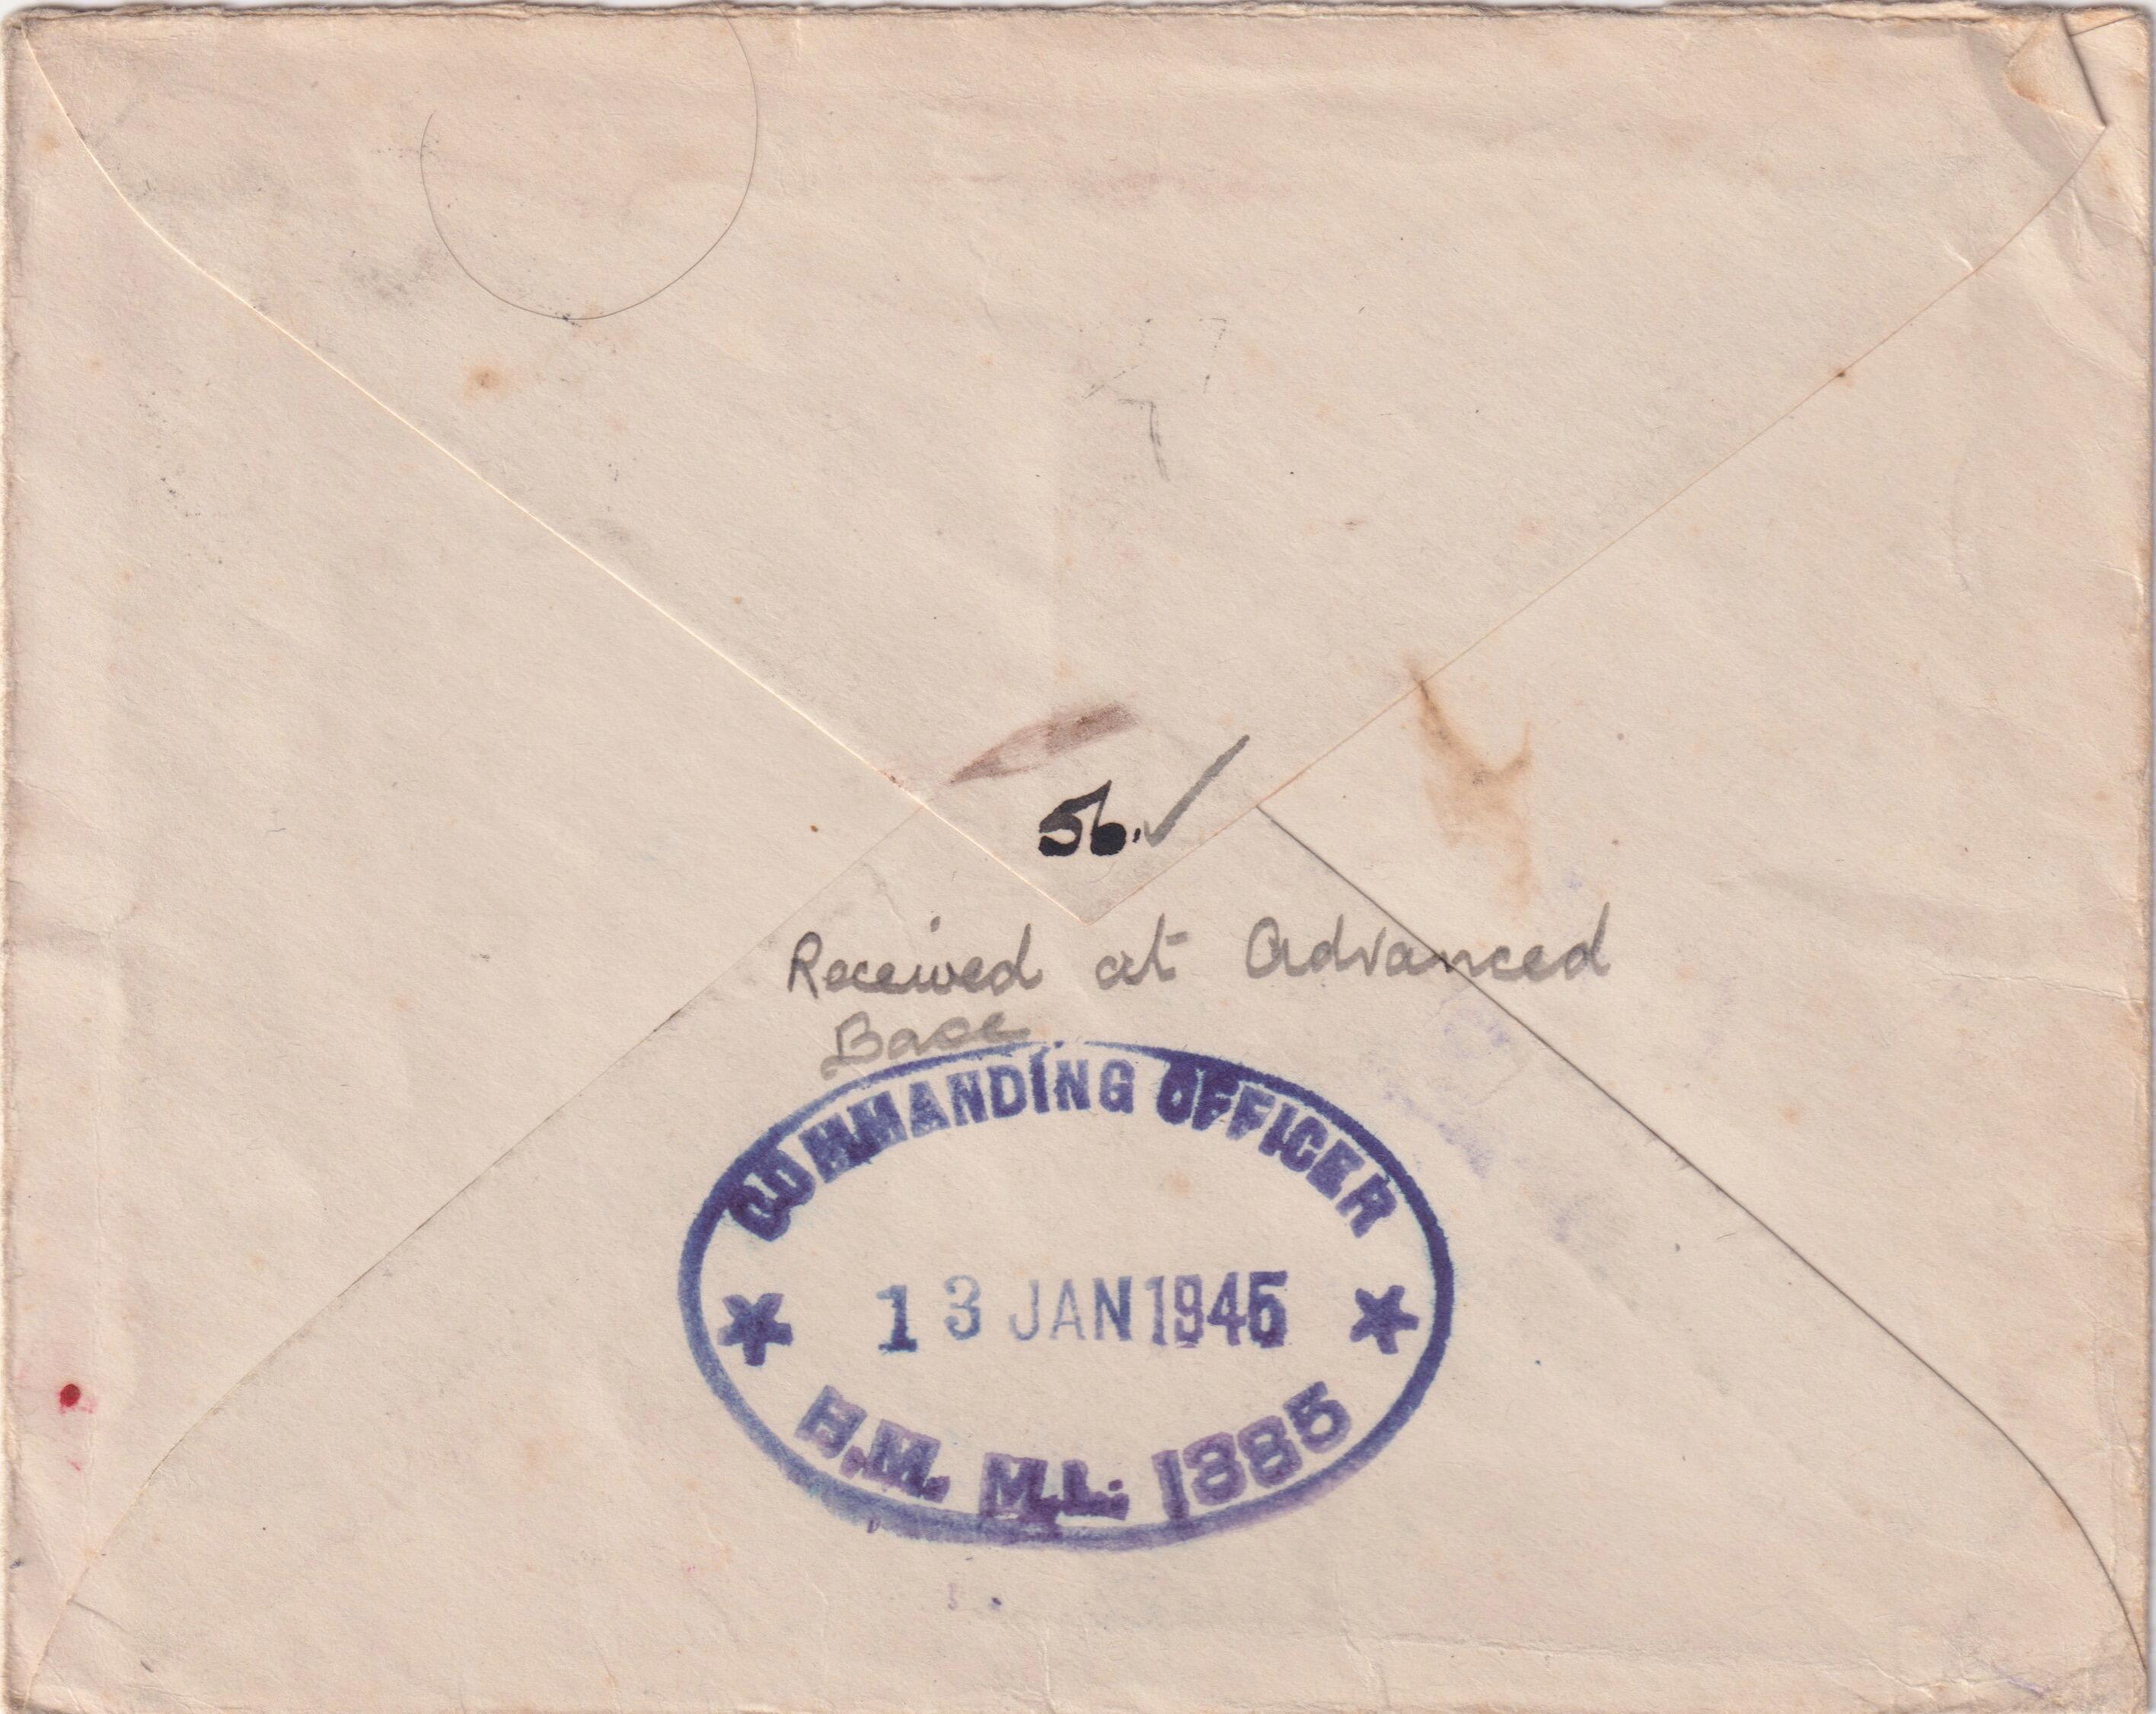 56.
Received at Advanced
Base
COMMANDING OFFICER
13 JAN 1945
H.M. M.L. 1385